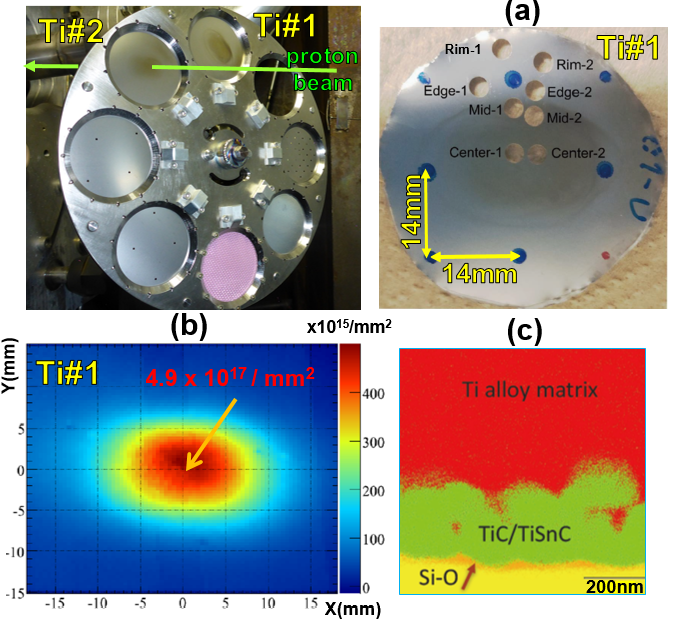 Ti#2
Ti#1
proton
beam
(a)
Ti#1
Rim-1
Rim-2
Edge-1
Edge-2
Mid-1
Mid-2
Center-1
Center-2
14mm
14mm
(b)
x10¹⁵/mm²
Y(mm)
Ti#1
4.9 x 10¹⁷/ mm²
5
0
-5
-10
-15
-15
-10
-5
0
5
10
15
X(mm)
400
300
200
100
0
(c)
Ti alloy matrix
TiC/TiSnC
Si-O
200nm